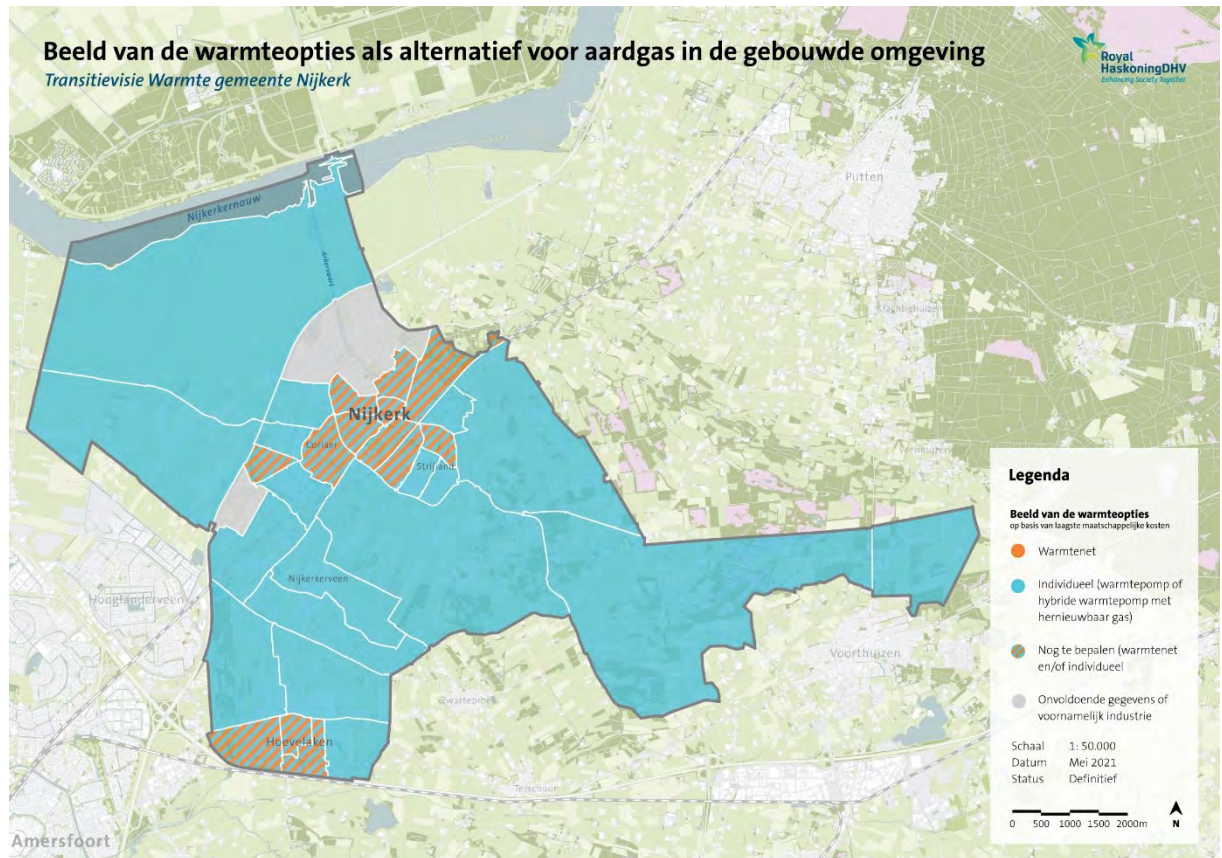 Beeld van de warmteopties als alternatief voor aardgas in de gebouwde omgeving
Transitievisie Warmte gemeente Nijkerk
Royal
HaskoningDHV
Enhancing Society Together
Putten
Nijkerkernauw
Arkervaart
Krachtighuizen
Nijkerk
Corlaer
Strijland
Nijkerkerveen
Hooglanderveen
Voorthuizen
Zwartebroek
Hoevelaken
Terschuur
Amersfoort
Legenda
Beeld van de warmteopties
op basis van laagste maatschappelijke kosten
Warmtenet
Individueel (warmtepomp of
hybride warmtepomp met
hernieuwbaar gas)
Nog te bepalen (warmtenet
en/of individueel
Onvoldoende gegevens of
voornamelijk industrie
Schaal 1: 50.000
Datum Mei 2021
Status Definitief
0 500 1000 1500 2000m
N